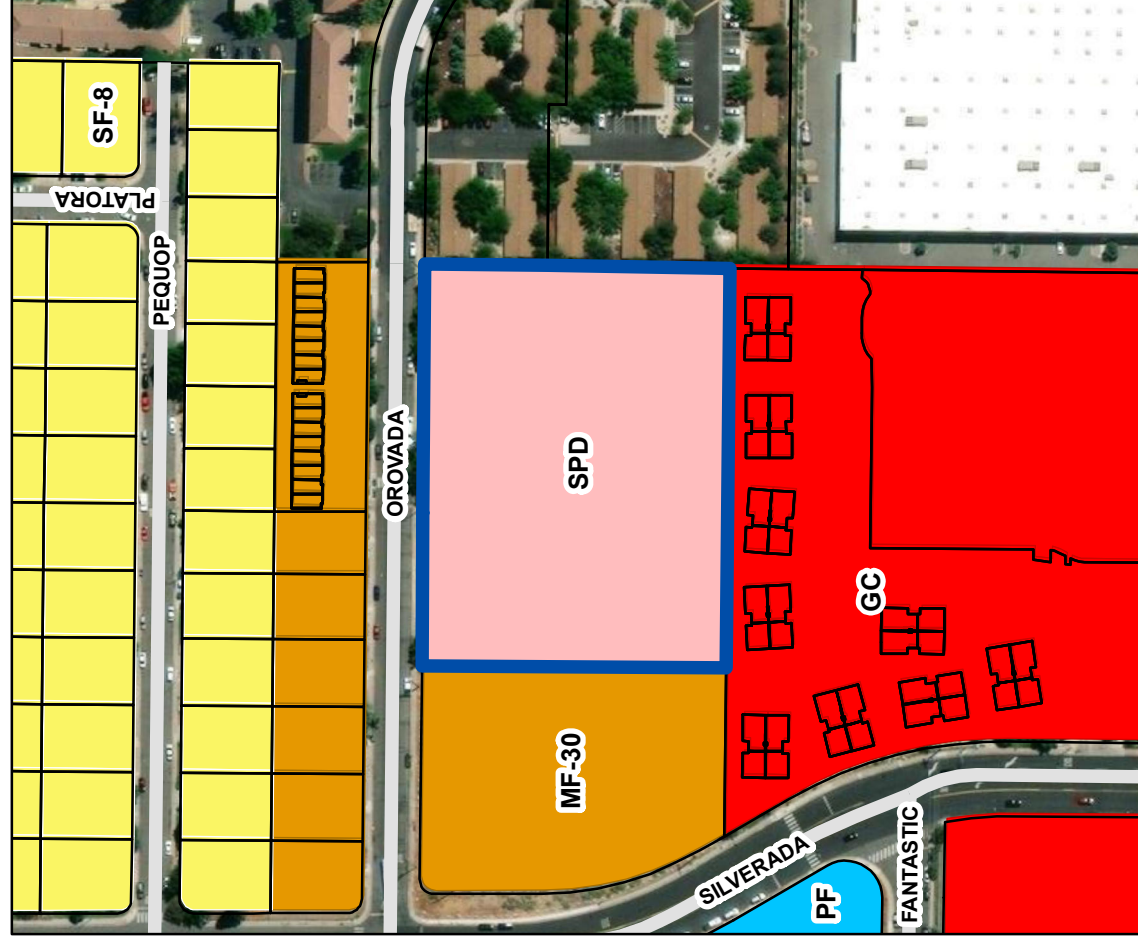 SF-8
PLATORA
PEQUOP
OROVADA
SPD
GC
MF-30
SILVERADA
FANTASTIC
PF